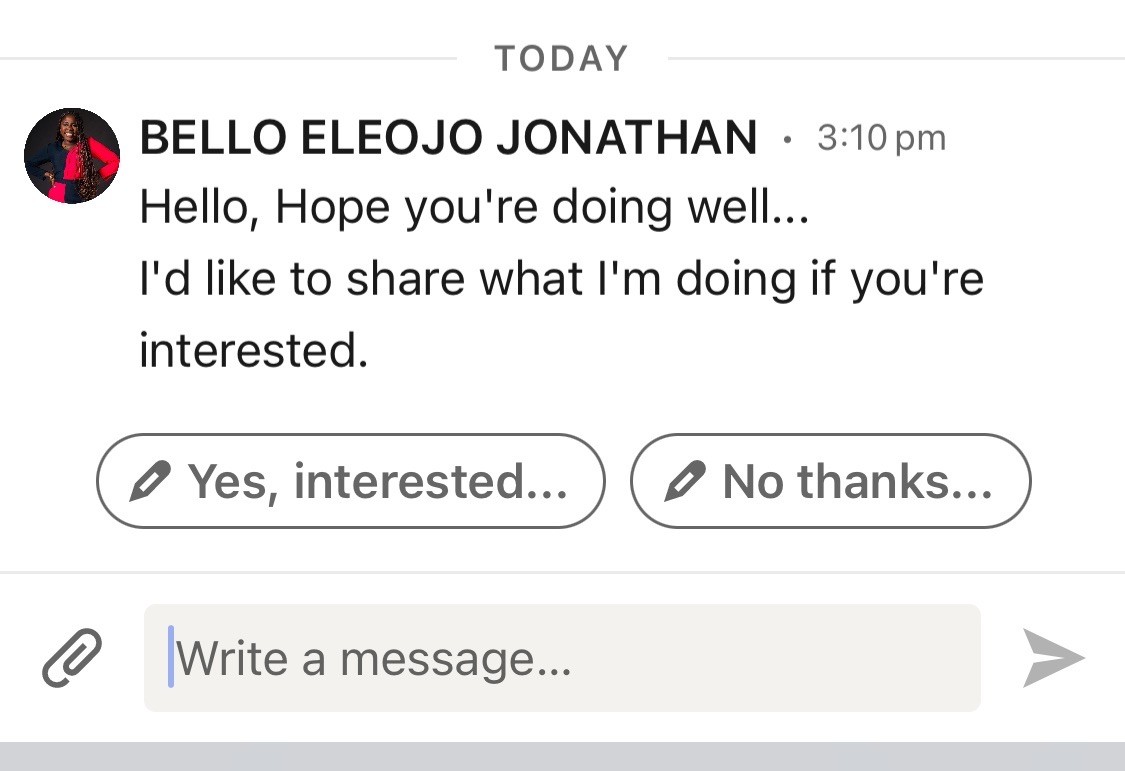 TODAY
BELLO ELEOJO JONATHAN · 3:10 pm
Hello, Hope you're doing well...
I'd like to share what I'm doing if you're
interested.
Yes, interested... No thanks...
Write a message...